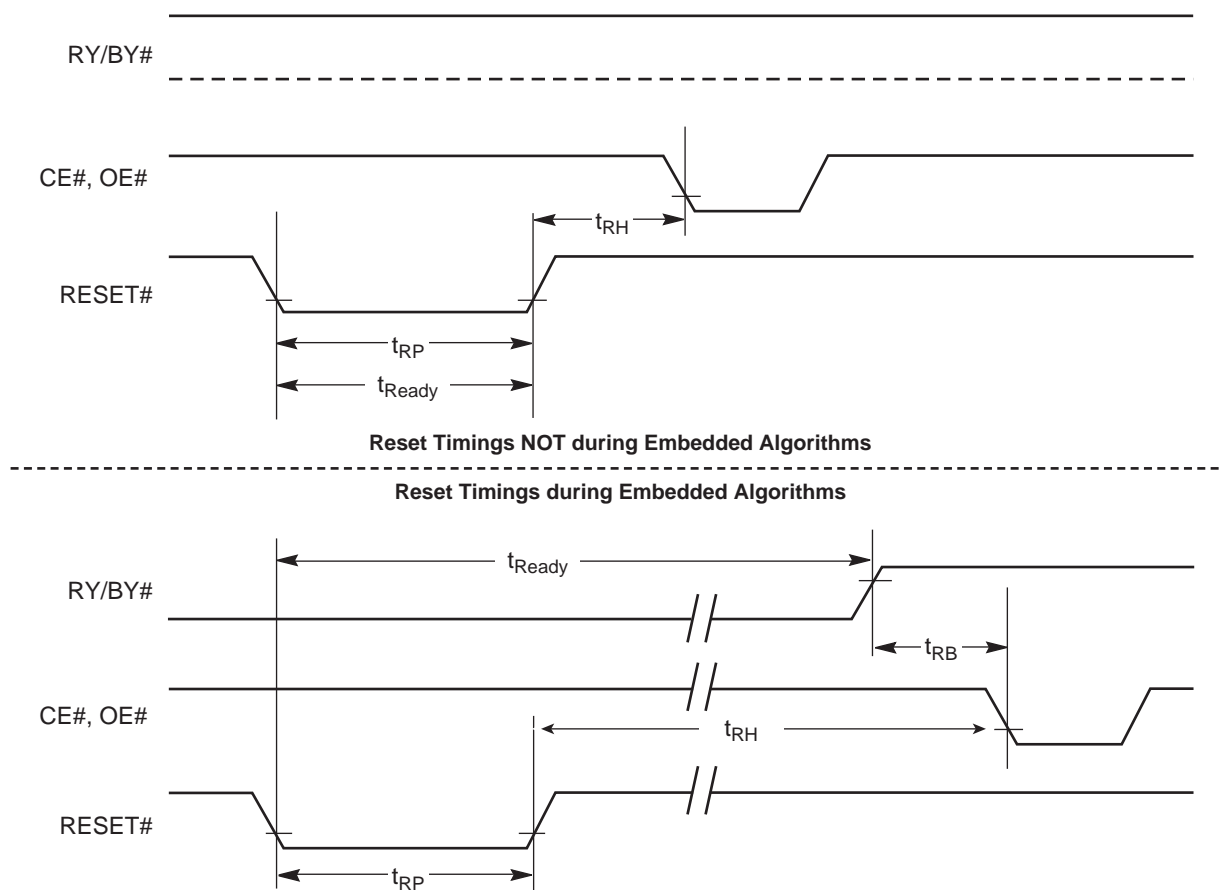 RY/BY#
CE#, OE#
tRH
RESET#
tRP
tReady
Reset Timings NOT during Embedded Algorithms
Reset Timings during Embedded Algorithms
tReady
RY/BY#
tRB
CE#, OE#
tRH
RESET#
tRP